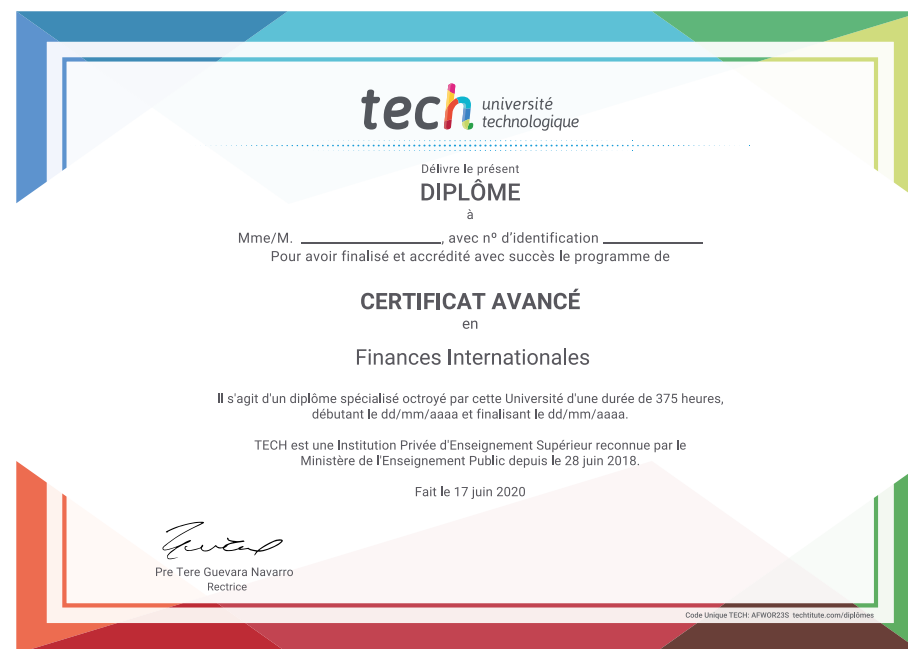 tech université
technologique
Délivre le présent
DIPLÔME
à
Mme/M. ____________________, avec nº d'identification ______________
Pour avoir finalisé et accrédité avec succès le programme de
CERTIFICAT AVANCÉ
en
Finances Internationales
Il s'agit d'un diplôme spécialisé octroyé par cette Université d'une durée de 375 heures,
débutant le dd/mm/aaaa et finalisant le dd/mm/aaaa.
TECH est une Institution Privée d'Enseignement Supérieur reconnue par le
Ministère de l'Enseignement Public depuis le 28 juin 2018.
Fait le 17 juin 2020
Pre Tere Guevara Navarro
Rectrice
Code Unique TECH: AFWOR23S techtitute.com/diplômes